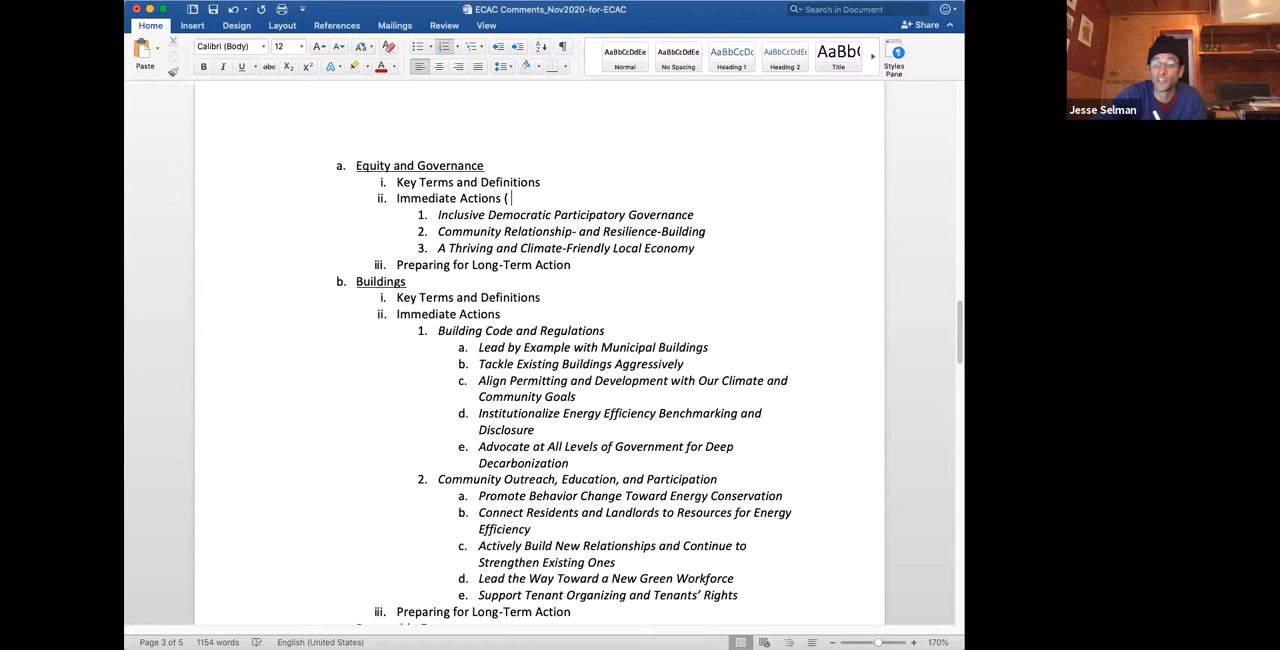 ECAC Comments_Nov2020-for-ECAC
Search in Document
Home Insert Design Layout References Mailings Review View
Share
Paste
Calibri (Body) 12
AaBbCcDdEe AaBbCcDdEe AaBbCcDc AaBbCcDdEe AaBb(
Normal No Spacing Heading 1 Heading 2 Title
Styles
Pane
B I U abc X₂ X²
Jesse Selman
a. Equity and Governance
i. Key Terms and Definitions
ii. Immediate Actions (
1. Inclusive Democratic Participatory Governance
2. Community Relationship- and Resilience-Building
3. A Thriving and Climate-Friendly Local Economy
iii. Preparing for Long-Term Action
b. Buildings
i. Key Terms and Definitions
ii. Immediate Actions
1. Building Code and Regulations
a. Lead by Example with Municipal Buildings
b. Tackle Existing Buildings Aggressively
c. Align Permitting and Development with Our Climate and
Community Goals
d. Institutionalize Energy Efficiency Benchmarking and
Disclosure
e. Advocate at All Levels of Government for Deep
Decarbonization
2. Community Outreach, Education, and Participation
a. Promote Behavior Change Toward Energy Conservation
b. Connect Residents and Landlords to Resources for Energy
Efficiency
c. Actively Build New Relationships and Continue to
Strengthen Existing Ones
d. Lead the Way Toward a New Green Workforce
e. Support Tenant Organizing and Tenants' Rights
iii. Preparing for Long-Term Action
Page 3 of 5 1154 words English (United States) 170%